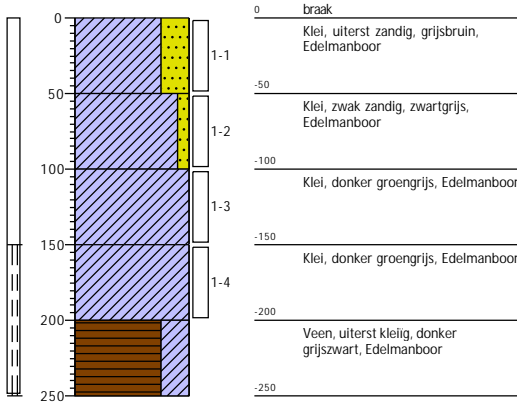 0
0 braak
Klei, uiterst zandig, grijsbruin,
Edelmanboor
1-1
50
-50
Klei, zwak zandig, zwartgrijs,
Edelmanboor
1-2
100
-100
Klei, donker groengrijs, Edelmanboor
1-3
150
-150
Klei, donker groengrijs, Edelmanboor
1-4
200
-200
Veen, uiterst kleiïg, donker
grijszwart, Edelmanboor
250
-250